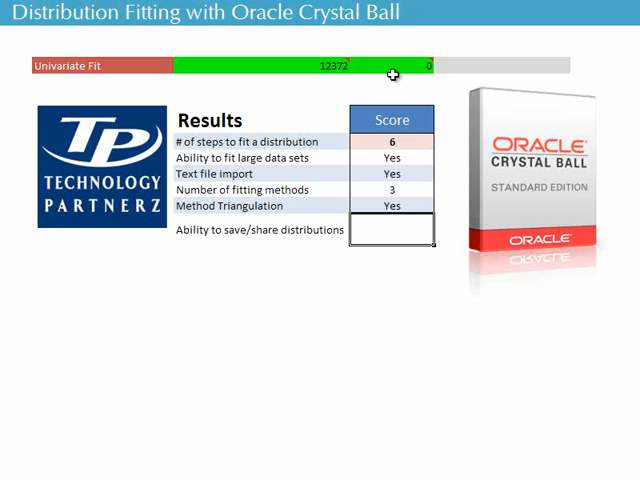 Distribution Fitting with Oracle Crystal Ball
Univariate Fit 12372 0
Results Score
# of steps to fit a distribution 6
Ability to fit large data sets Yes
Text file import Yes
Number of fitting methods 3
Method Triangulation Yes
Ability to save/share distributions
TP
TECHNOLOGY
PARTNERZ
ORACLE
CRYSTAL BALL
STANDARD EDITION
ORACLE